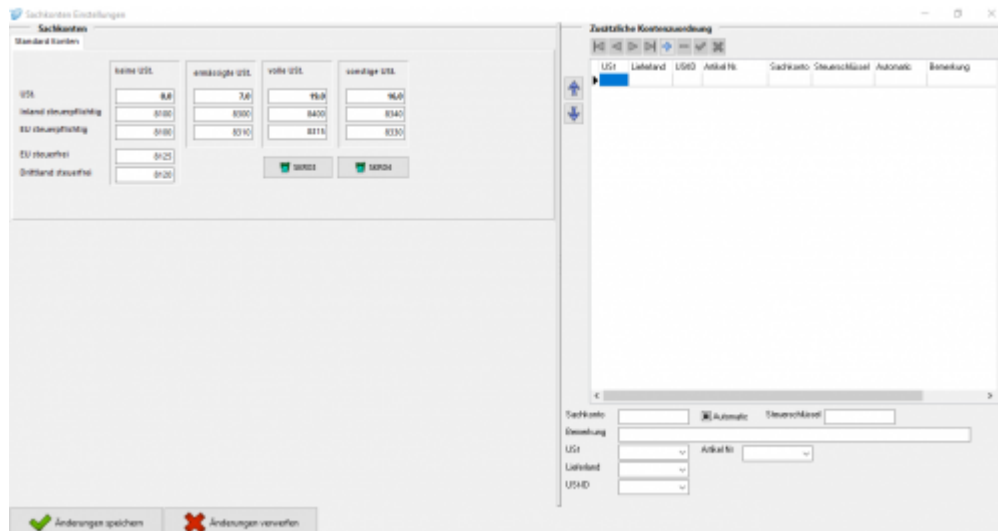 Sachkonten Einstellungen
Sachkonten
Standard Konten
keine USt. ermässigte USt. volle USt. sonstige USt.
USt. 0,0 7,0 19,0 16,0
Inland steuerpflichtig 8100 8300 8400 8340
EU steuerpflichtig 8100 8310 8315 8330
EU steuerfrei 8125
Drittland steuerfrei 8120
SKR03 SKR04
Änderungen speichern Änderungen verwerfen
Zusätzliche Kontenzuordnung
USt Lieferland UStID Artikel Nr. Sachkonto Steuerschlüssel Automatic Bemerkung
Sachkonto Automatic Steuerschlüssel
Bemerkung
USt Artikel Nr
Lieferland
UStID